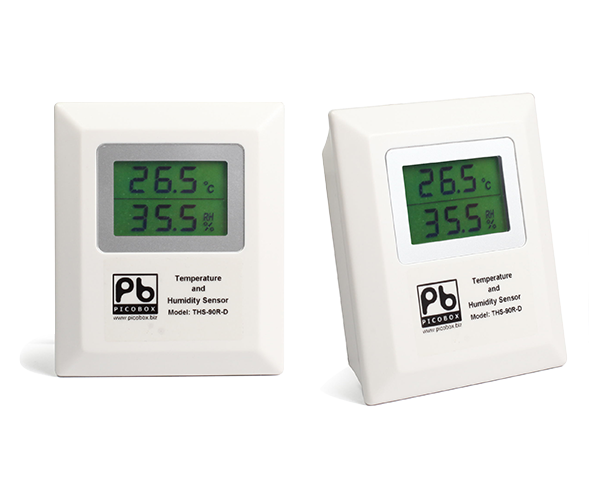 26.5 °C
35.5 RH %
Pb
PICOBOX
www.picobox.biz
Temperature
and
Humidity Sensor
Model: THS-90R-D
26.5 °C
35.5 RH %
Pb
PICOBOX
www.picobox.biz
Temperature
and
Humidity Sensor
Model: THS-90R-D